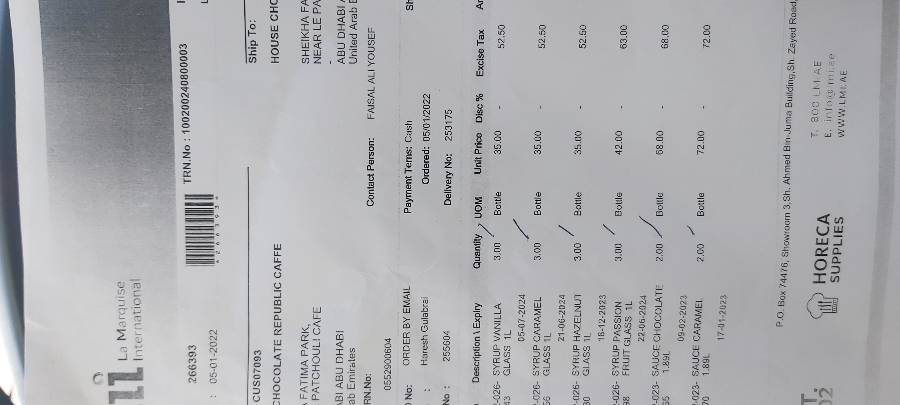 La Marquise
International
266393
TRN.No : 100200240800003
: 05-01-2022
CUS07093
Ship To:
CHOCOLATE REPUBLIC CAFFE
HOUSE CHO
FATIMA PARK,
SHEIKHA FA
PATCHOULI CAFE
NEAR LE PA
ABI ABU DHABI
ABU DHABI
ab Emirates
United Arab E
RN.No:
0552900604
Contact Person: FAISAL ALI YOUSEF
No: ORDER BY EMAIL
Payment Tems: Cash
Sh
: Haresh Gulabrai
Ordered: 05/01/2022
No : 255604
Delivery No: 253175
Description \ Expiry Quantity UOM Unit Price Disc % Excise Tax
-026- SYRUP VANILLA 3.00 Bottle 35.00 - 52.50
43 GLASS 1L
05-07-2024
-026- SYRUP CARAMEL 3.00 Bottle 35.00 - 52.50
GLASS 1L
21-06-2024
-026- SYRUP HAZELNUT 3.00 Bottle 35.00 - 52.50
GLASS 1L
16-12-2023
-026- SYRUP PASSION 3.00 Bottle 42.00 - 63.00
FRUIT GLASS 1L
22-06-2024
-023- SAUCE CHOCOLATE 2.00 Bottle 68.00 - 68.00
1.89L
09-02-2023
-023- SAUCE CARAMEL 2.00 Bottle 72.00 - 72.00
70 1.89L
17-01-2023
P.O. Box 74476, Showroom 3,Sh. Ahmed Bin Juma Building,Sh. Zayed Road,
HORECA
SUPPLIES
T. 800 LMI AE
E. info@lmi.ae
WWW.LMI.AE